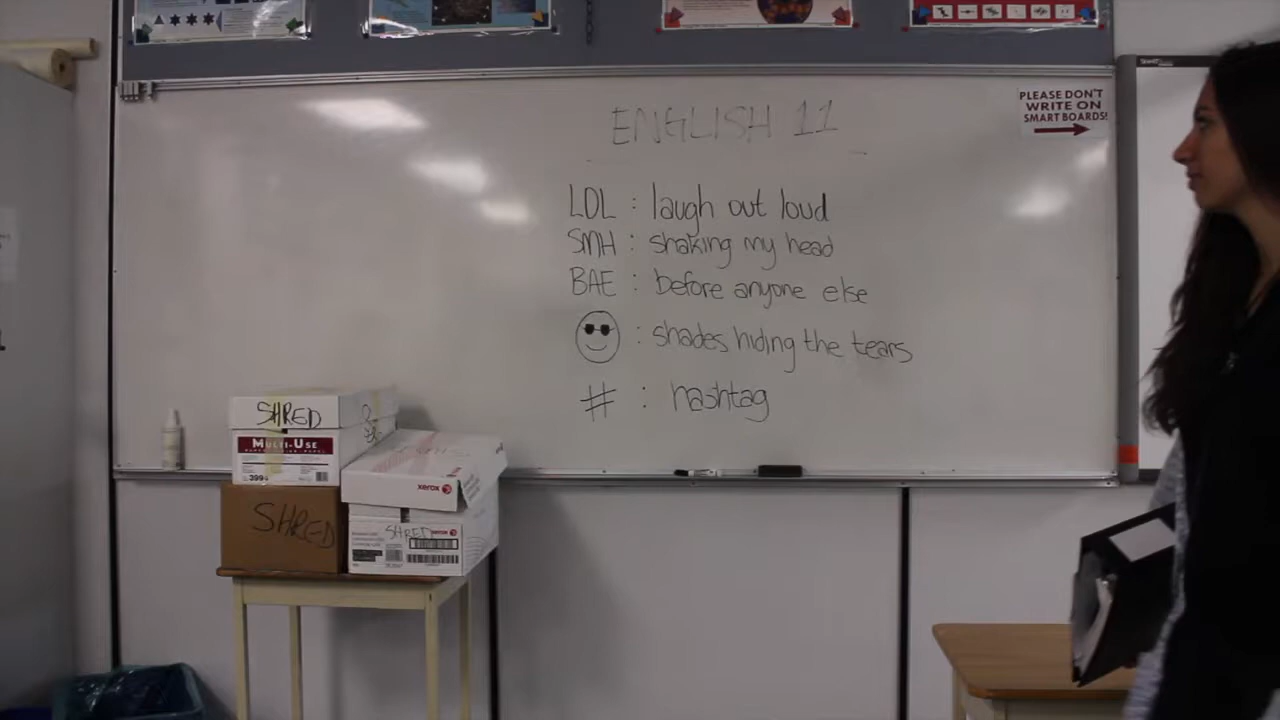 PLEASE DON'T
WRITE ON
SMART BOARDS!
ENGLISH 11
LOL : laugh out loud
SMH : shaking my head
BAE : before anyone else
: shades hiding the tears
# : hashtag
SHRED
MULTI-USE
SHRED
xerox
SHRED xerox